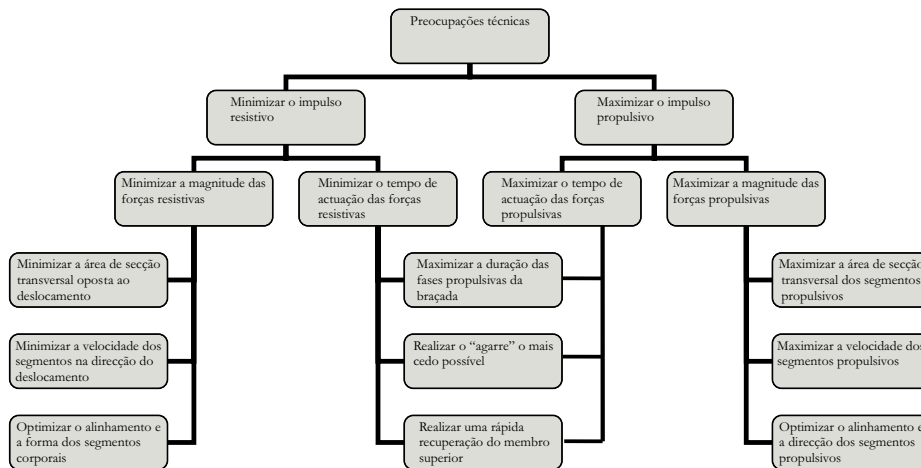 Preocupações técnicas
Minimizar o impulso
resistivo
Maximizar o impulso
propulsivo
Minimizar a magnitude das
forças resistivas
Minimizar o tempo de
actuação das forças
resistivas
Maximizar o tempo de
actuação das forças
propulsivas
Maximizar a magnitude das
forças propulsivas
Minimizar a área de secção
transversal oposta ao
deslocamento
Maximizar a duração das
fases propulsivas da
braçada
Maximizar a área de secção
transversal dos segmentos
propulsivos
Minimizar a velocidade dos
segmentos na direcção do
deslocamento
Realizar o “agarre” o mais
cedo possível
Maximizar a velocidade dos
segmentos propulsivos
Optimizar o alinhamento e
a forma dos segmentos
corporais
Realizar uma rápida
recuperação do membro
superior
Optimizar o alinhamento e
a direcção dos segmentos
propulsivos